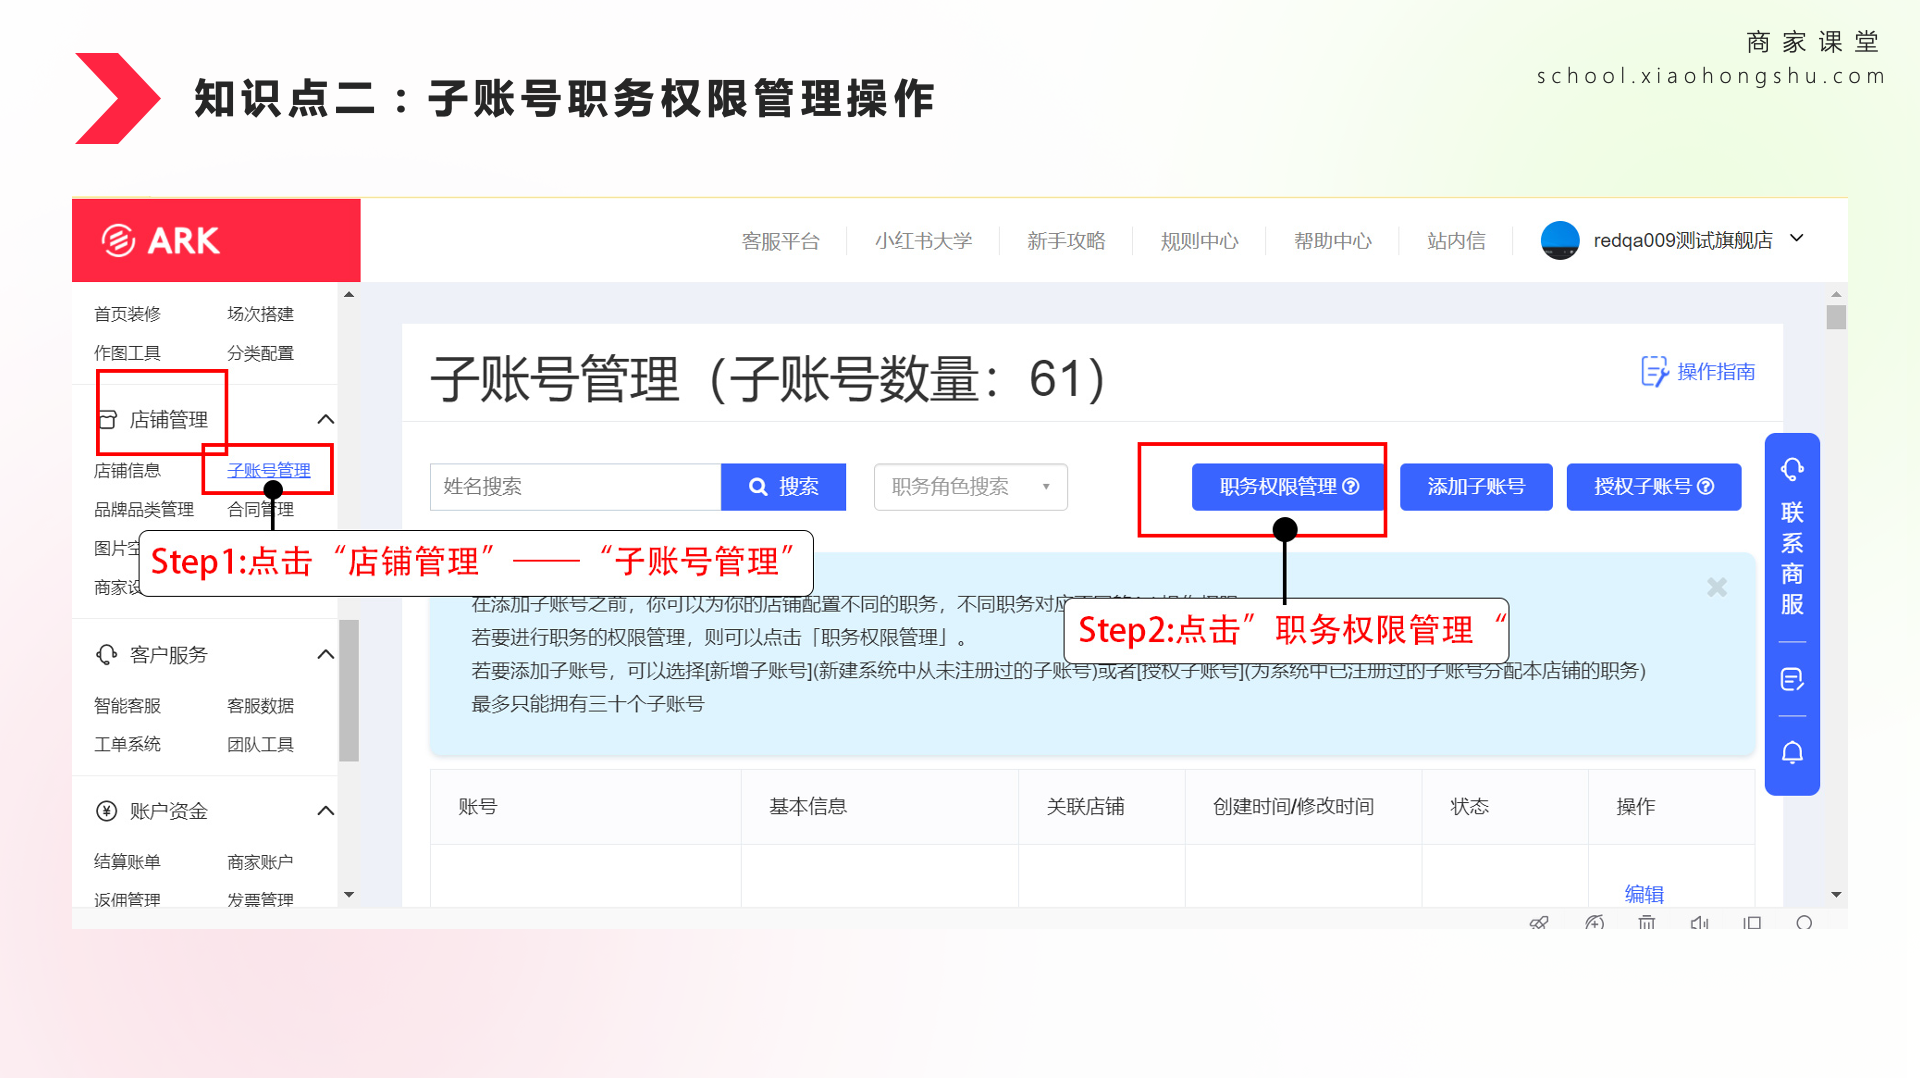 商家课堂
school.xiaohongshu.com
知识点二：子账号职务权限管理操作
ARK
客服平台
小红书大学
新手攻略
规则中心
帮助中心
站内信
redqa009测试旗舰店
首页装修 场次搭建
作图工具 分类配置
店铺管理
店铺信息 子账号管理
品牌品类管理 合同管理
图片空
商家设
客户服务
智能客服 客服数据
工单系统 团队工具
账户资金
结算账单 商家账户
返佣管理 发票管理
子账号管理（子账号数量：61）
操作指南
姓名搜索
搜索
职务角色搜索
职务权限管理
添加子账号
授权子账号
Step1:点击“店铺管理”——“子账号管理”
Step2:点击”职务权限管理“
在添加子账号之前，你可以为你的店铺配置不同的职务，不同职务对应
若要进行职务的权限管理，则可以点击「职务权限管理」。
若要添加子账号，可以选择[新增子账号](新建系统中从未注册过的子账号)或者[授权子账号](为系统中已注册过的子账号分配本店铺的职务)
最多只能拥有三十个子账号
账号 基本信息 关联店铺 创建时间/修改时间 状态 操作
编辑
联系商服